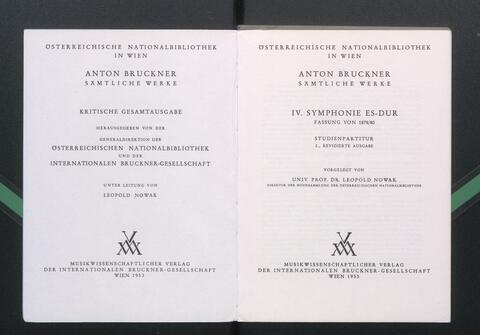 ÖSTERREICHISCHE NATIONALBIBLIOTHEK
IN WIEN
ANTON BRUCKNER
SÄMTLICHE WERKE
KRITISCHE GESAMTAUSGABE
HERAUSGEGEBEN VON DER
GENERALDIREKTION DER
ÖSTERREICHISCHEN NATIONALBIBLIOTHEK
UND DER
INTERNATIONALEN BRUCKNER-GESELLSCHAFT
UNTER LEITUNG VON
LEOPOLD NOWAK
MUSIKWISSENSCHAFTLICHER VERLAG
DER INTERNATIONALEN BRUCKNER-GESELLSCHAFT
WIEN 1953
ÖSTERREICHISCHE NATIONALBIBLIOTHEK
IN WIEN
ANTON BRUCKNER
SÄMTLICHE WERKE
IV. SYMPHONIE ES-DUR
FASSUNG VON 1878/80
STUDIENPARTITUR
2., REVIDIERTE AUSGABE
VORGELEGT VON
UNIV. PROF. DR. LEOPOLD NOWAK
DIREKTOR DER MUSIKSAMMLUNG DER ÖSTERREICHISCHEN NATIONALBIBLIOTHEK
MUSIKWISSENSCHAFTLICHER VERLAG
DER INTERNATIONALEN BRUCKNER-GESELLSCHAFT
WIEN 1953